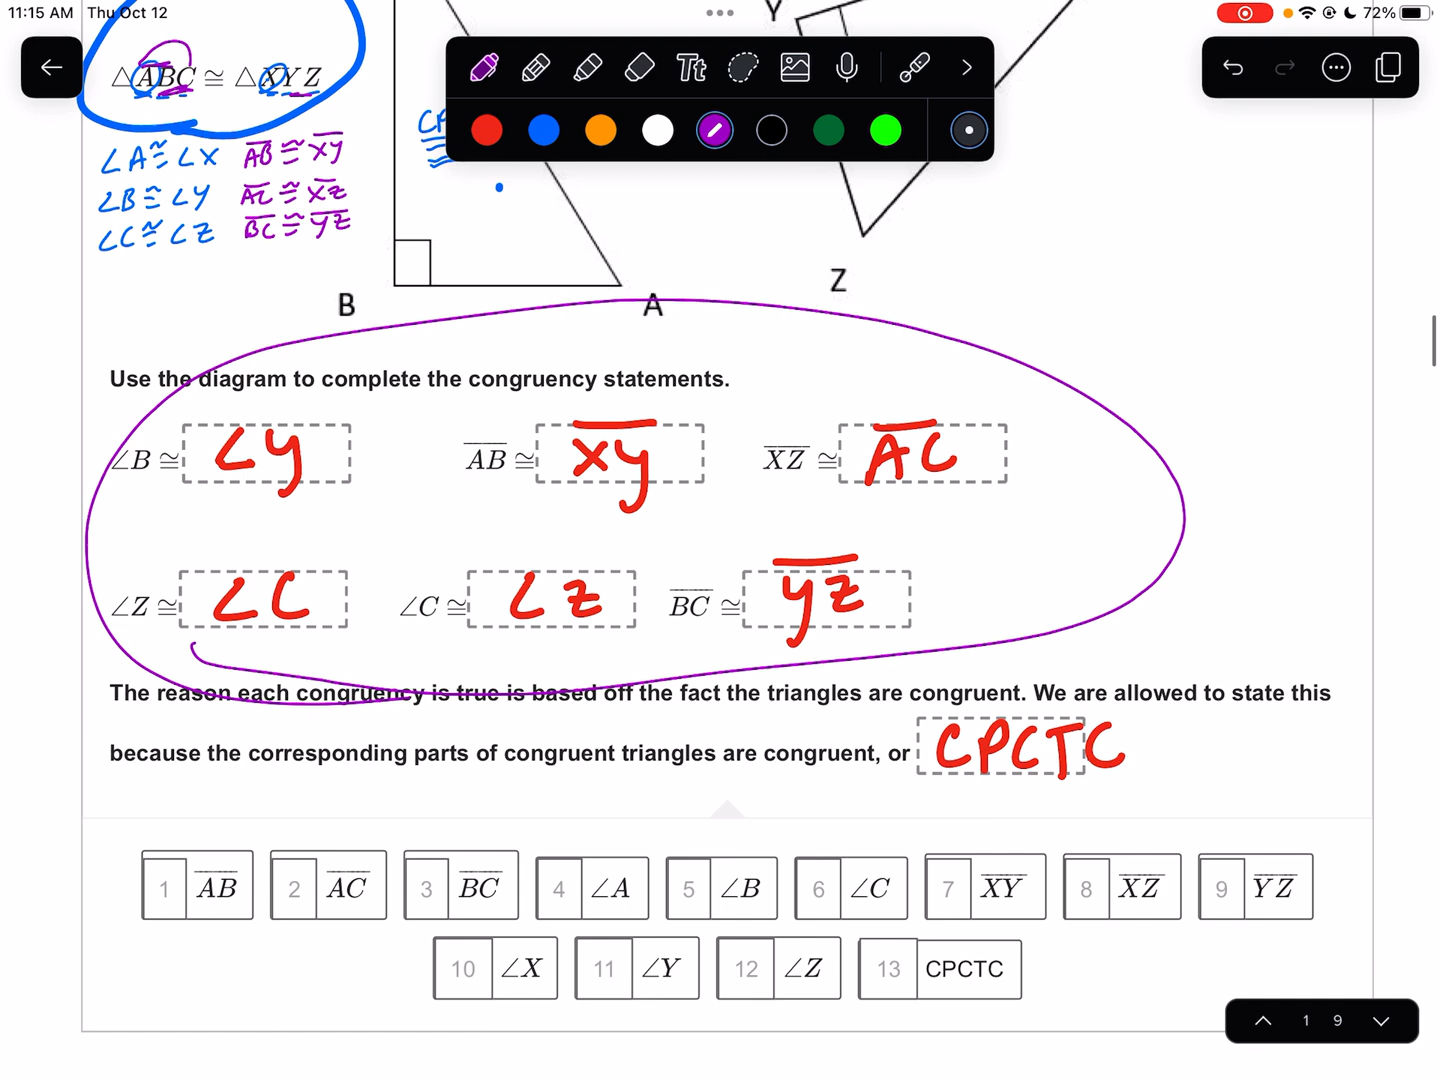 11:15 AM Thu Oct 12
72%
Y
△ABC ≅ △XYZ
Tt
CP
∠A ≅ ∠X AB ≅ XY
∠B ≅ ∠Y AC ≅ XZ
∠C ≅ ∠Z BC ≅ YZ
Z
B A
Use the diagram to complete the congruency statements.
∠B ≅ ∠Y AB ≅ XY XZ ≅ AC
∠Z ≅ ∠C ∠C ≅ ∠Z BC ≅ YZ
The reason each congruency is true is based off the fact the triangles are congruent. We are allowed to state this
because the corresponding parts of congruent triangles are congruent, or CPCTC
1 AB 2 AC 3 BC 4 ∠A 5 ∠B 6 ∠C 7 XY 8 XZ 9 YZ
10 ∠X 11 ∠Y 12 ∠Z 13 CPCTC
1 9